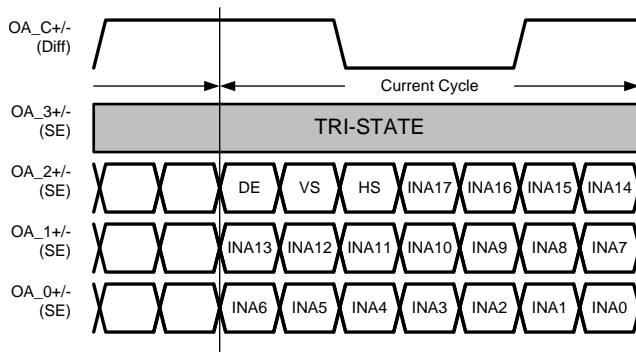 OA_C+/-
(Diff)
Current Cycle
OA_3+/-
(SE)
TRI-STATE
OA_2+/-
(SE)
DE VS HS INA17 INA16 INA15 INA14
OA_1+/-
(SE)
INA13 INA12 INA11 INA10 INA9 INA8 INA7
OA_0+/-
(SE)
INA6 INA5 INA4 INA3 INA2 INA1 INA0